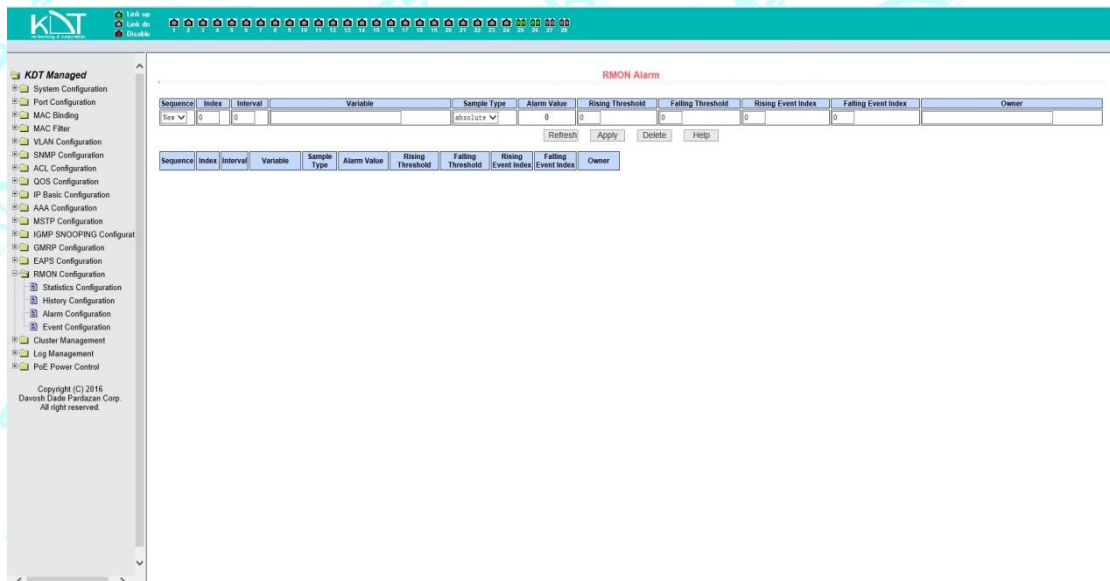 KDT
Link up
Link dn
Disable
1 2 3 4 5 6 7 8 9 10 11 12 13 14 15 16 17 18 19 20 21 22 23 24 25 26 27 28
KDT Managed
System Configuration
Port Configuration
MAC Binding
MAC Filter
VLAN Configuration
SNMP Configuration
ACL Configuration
QOS Configuration
IP Basic Configuration
AAA Configuration
MSTP Configuration
IGMP SNOOPING Configurat
GMRP Configuration
EAPS Configuration
RMON Configuration
Statistics Configuration
History Configuration
Alarm Configuration
Event Configuration
Cluster Management
Log Management
PoE Power Control
Copyright (C) 2016
Davosh Dade Pardazan Corp.
All right reserved.
RMON Alarm
Sequence Index Interval Variable Sample Type Alarm Value Rising Threshold Falling Threshold Rising Event Index Falling Event Index Owner
New 0 0 absolute 0 0 0 0 0
Refresh Apply Delete Help
Sequence Index Interval Variable Sample Type Alarm Value Rising Threshold Falling Threshold Rising Event Index Falling Event Index Owner